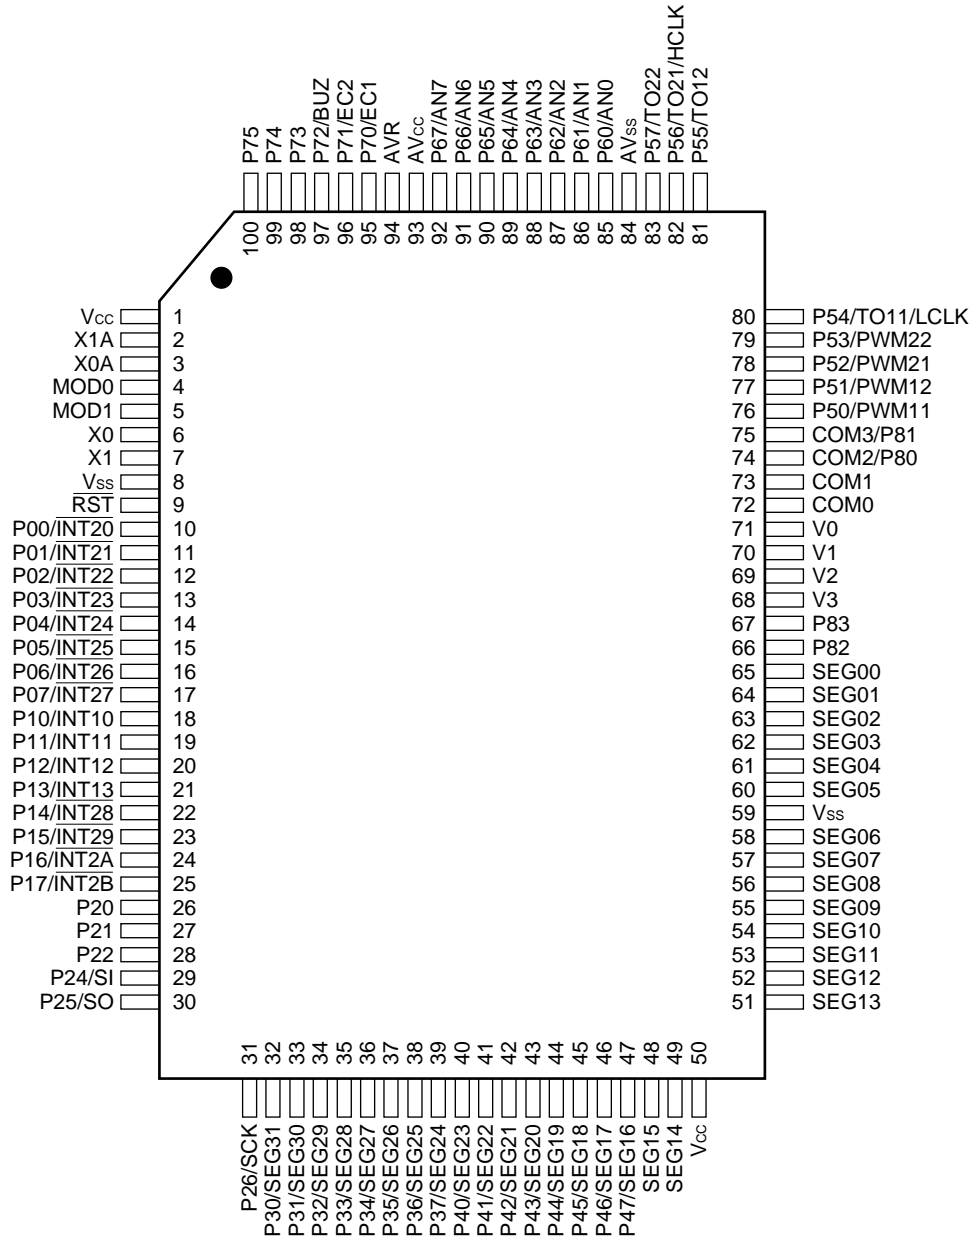 P75
P74
P73
P72/BUZ
P71/EC2
P70/EC1
AVR
AVcc
P67/AN7
P66/AN6
P65/AN5
P64/AN4
P63/AN3
P62/AN2
P61/AN1
P60/AN0
AVss
P57/TO22
P56/TO21/HCLK
P55/TO12
100
99
98
97
96
95
94
93
92
91
90
89
88
87
86
85
84
83
82
81
Vcc 1
X1A 2
X0A 3
MOD0 4
MOD1 5
X0 6
X1 7
Vss 8
RST 9
P00/INT20 10
P01/INT21 11
P02/INT22 12
P03/INT23 13
P04/INT24 14
P05/INT25 15
P06/INT26 16
P07/INT27 17
P10/INT10 18
P11/INT11 19
P12/INT12 20
P13/INT13 21
P14/INT28 22
P15/INT29 23
P16/INT2A 24
P17/INT2B 25
P20 26
P21 27
P22 28
P24/SI 29
P25/SO 30
80 P54/TO11/LCLK
79 P53/PWM22
78 P52/PWM21
77 P51/PWM12
76 P50/PWM11
75 COM3/P81
74 COM2/P80
73 COM1
72 COM0
71 V0
70 V1
69 V2
68 V3
67 P83
66 P82
65 SEG00
64 SEG01
63 SEG02
62 SEG03
61 SEG04
60 SEG05
59 Vss
58 SEG06
57 SEG07
56 SEG08
55 SEG09
54 SEG10
53 SEG11
52 SEG12
51 SEG13
31
32
33
34
35
36
37
38
39
40
41
42
43
44
45
46
47
48
49
50
P26/SCK
P30/SEG31
P31/SEG30
P32/SEG29
P33/SEG28
P34/SEG27
P35/SEG26
P36/SEG25
P37/SEG24
P40/SEG23
P41/SEG22
P42/SEG21
P43/SEG20
P44/SEG19
P45/SEG18
P46/SEG17
P47/SEG16
SEG15
SEG14
Vcc